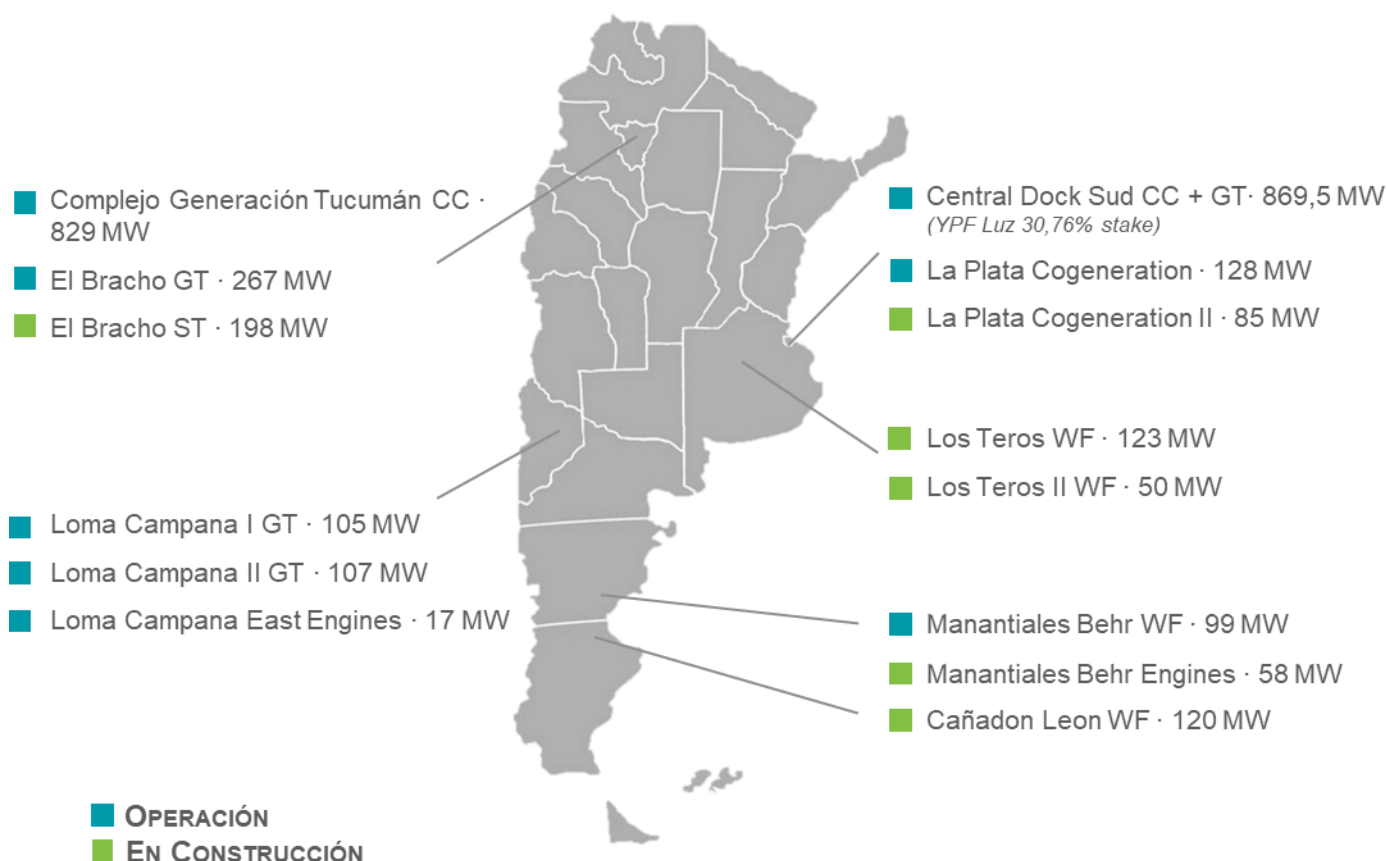 Complejo Generación Tucumán CC ·
829 MW
El Bracho GT · 267 MW
El Bracho ST · 198 MW
Loma Campana I GT · 105 MW
Loma Campana II GT · 107 MW
Loma Campana East Engines · 17 MW
Central Dock Sud CC + GT· 869,5 MW
(YPF Luz 30,76% stake)
La Plata Cogeneration · 128 MW
La Plata Cogeneration II · 85 MW
Los Teros WF · 123 MW
Los Teros II WF · 50 MW
Manantiales Behr WF · 99 MW
Manantiales Behr Engines · 58 MW
Cañadon Leon WF · 120 MW
OPERACIÓN
EN CONSTRUCCIÓN